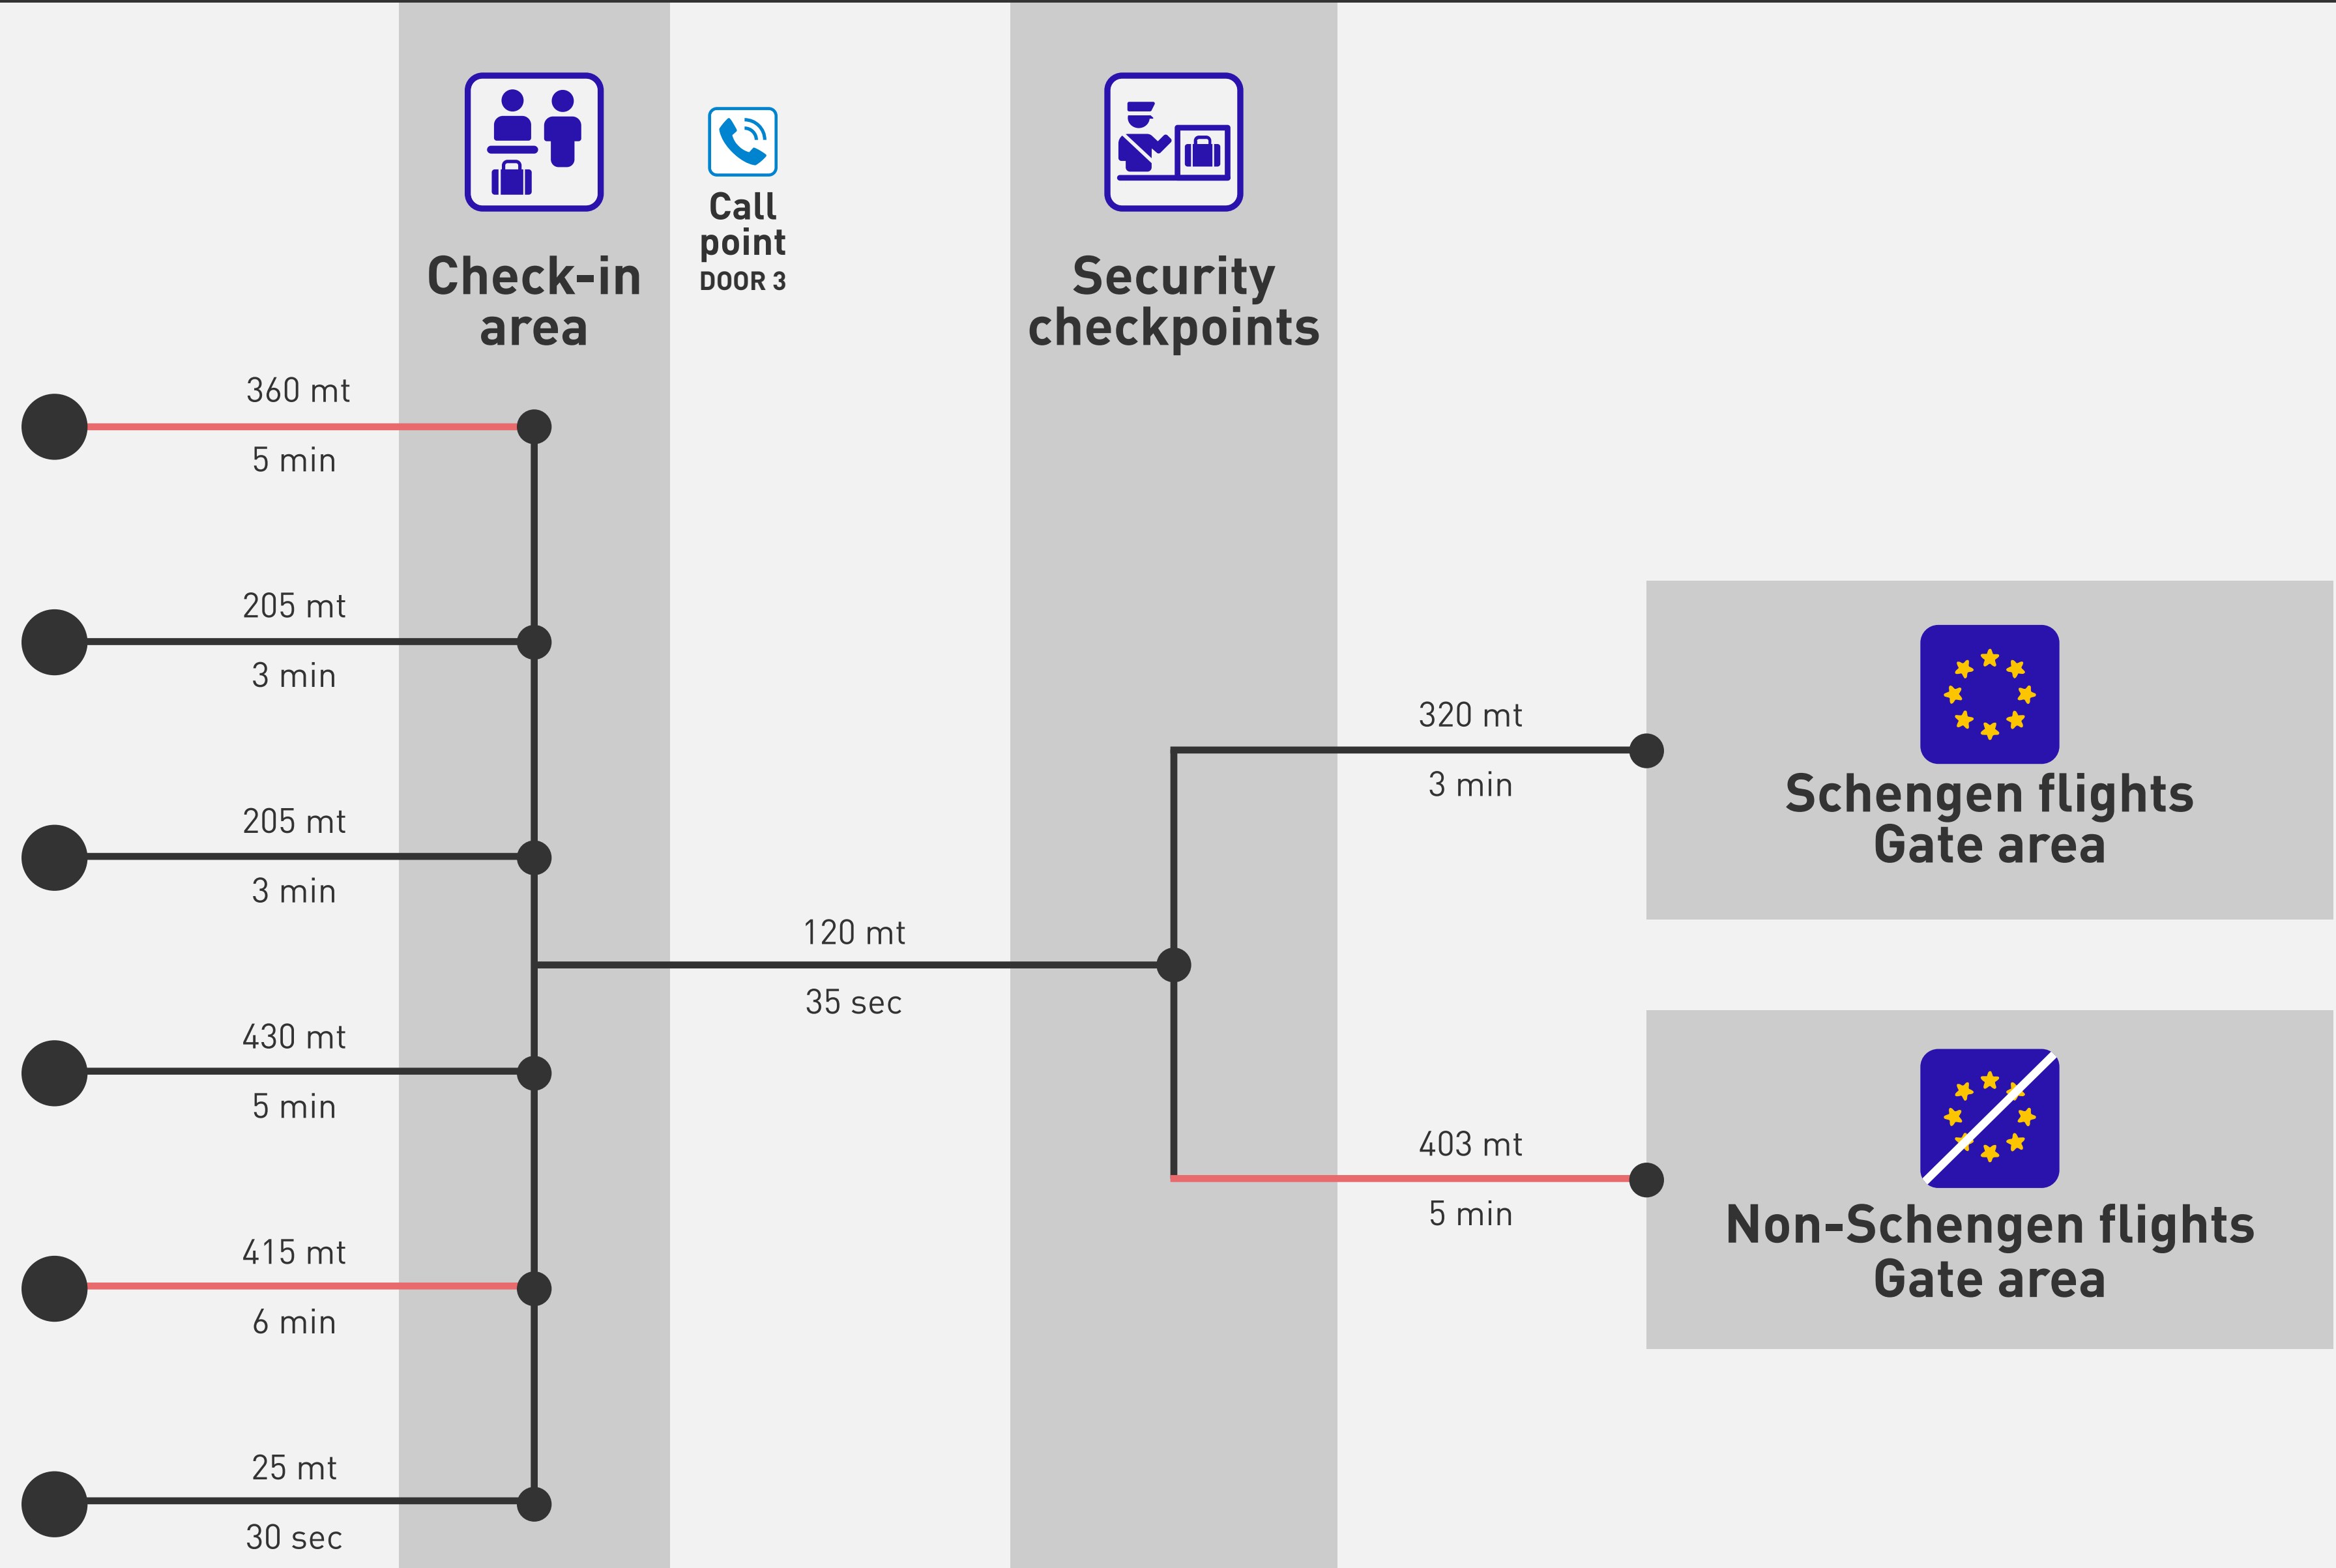 Check-in
area
Call
point
DOOR 3
Security
checkpoints
360 mt
5 min
205 mt
3 min
205 mt
3 min
430 mt
5 min
415 mt
6 min
25 mt
30 sec
120 mt
35 sec
320 mt
3 min
403 mt
5 min
Schengen flights
Gate area
Non-Schengen flights
Gate area